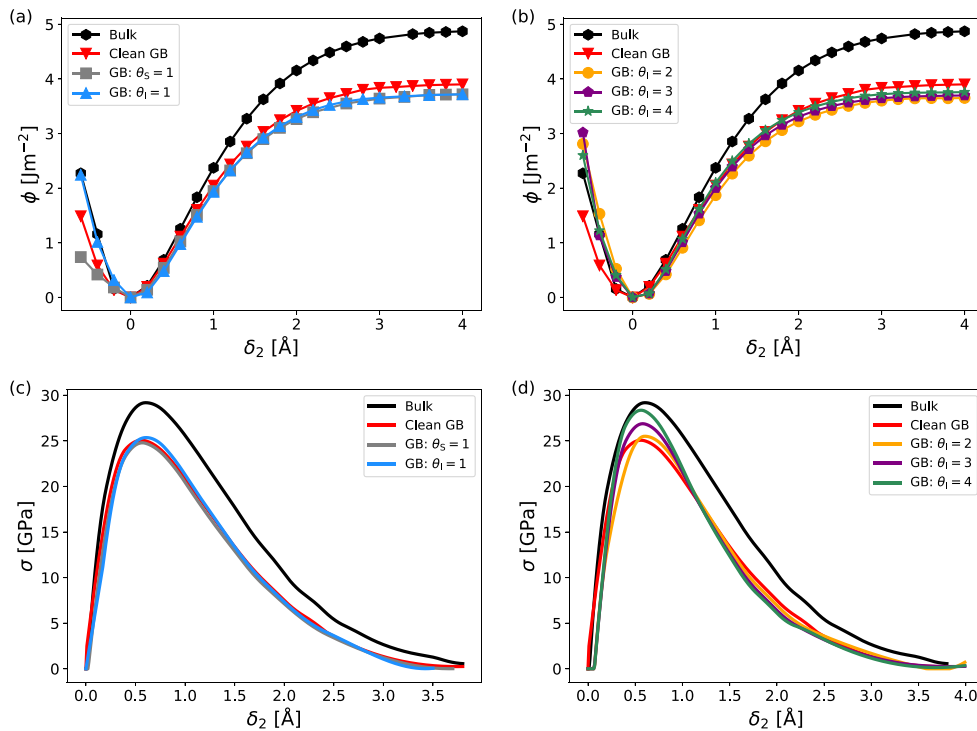 (a)
Bulk
Clean GB
GB: θS = 1
GB: θI = 1
ϕ [Jm−2]
5
4
3
2
1
0
0 1 2 3 4
δ2 [Å]
(b)
Bulk
Clean GB
GB: θI = 2
GB: θI = 3
GB: θI = 4
ϕ [Jm−2]
5
4
3
2
1
0
0 1 2 3 4
δ2 [Å]
(c)
Bulk
Clean GB
GB: θS = 1
GB: θI = 1
σ [GPa]
30
25
20
15
10
5
0
0.0 0.5 1.0 1.5 2.0 2.5 3.0 3.5
δ2 [Å]
(d)
Bulk
Clean GB
GB: θI = 2
GB: θI = 3
GB: θI = 4
σ [GPa]
30
25
20
15
10
5
0
0.0 0.5 1.0 1.5 2.0 2.5 3.0 3.5 4.0
δ2 [Å]